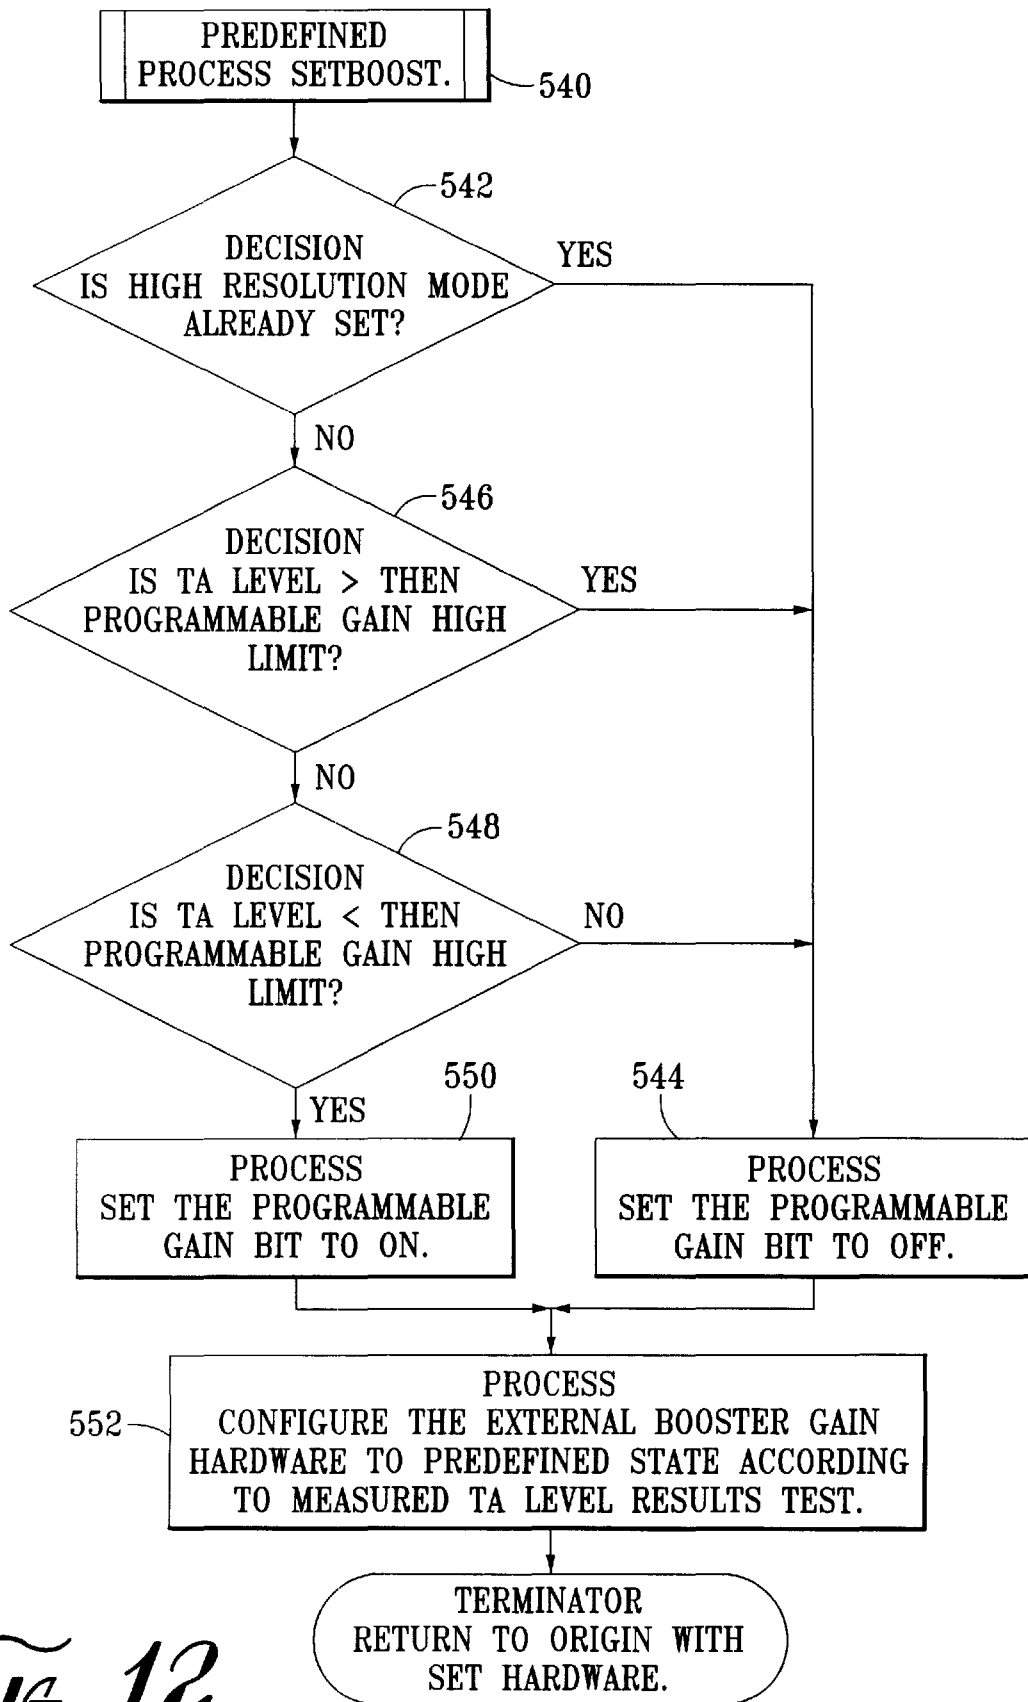 PREDEFINED
PROCESS SETBOOST.
540
542
DECISION
IS HIGH RESOLUTION MODE
ALREADY SET?
YES
NO
546
DECISION
IS TA LEVEL > THEN
PROGRAMMABLE GAIN HIGH
LIMIT?
YES
NO
548
DECISION
IS TA LEVEL < THEN
PROGRAMMABLE GAIN HIGH
LIMIT?
NO
YES
550
PROCESS
SET THE PROGRAMMABLE
GAIN BIT TO ON.
544
PROCESS
SET THE PROGRAMMABLE
GAIN BIT TO OFF.
552
PROCESS
CONFIGURE THE EXTERNAL BOOSTER GAIN
HARDWARE TO PREDEFINED STATE ACCORDING
TO MEASURED TA LEVEL RESULTS TEST.
TERMINATOR
RETURN TO ORIGIN WITH
SET HARDWARE.
12